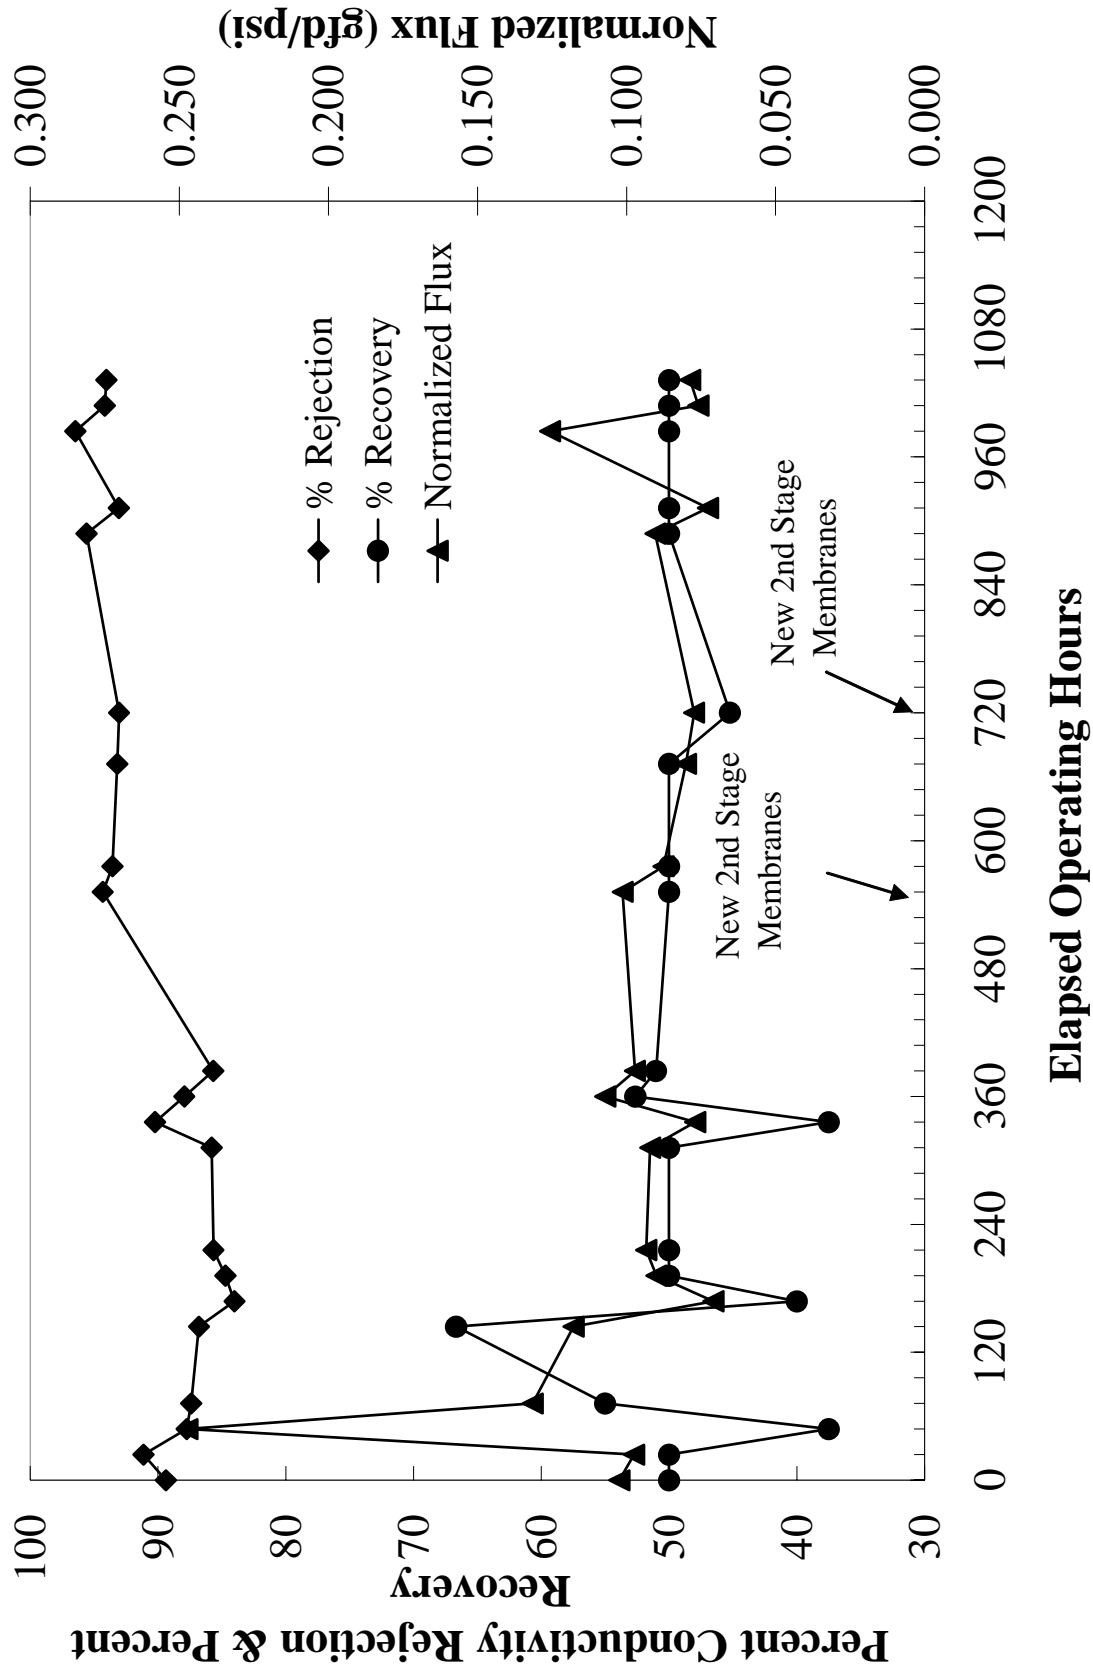 Percent Conductivity Rejection & Percent
Recovery
100
90
80
70
60
50
40
30
Normalized Flux (gfd/psi)
0.300
0.250
0.200
0.150
0.100
0.050
0.000
% Rejection
% Recovery
Normalized Flux
New 2nd Stage
Membranes
New 2nd Stage
Membranes
0
120
240
360
480
600
720
840
960
1080
1200
Elapsed Operating Hours